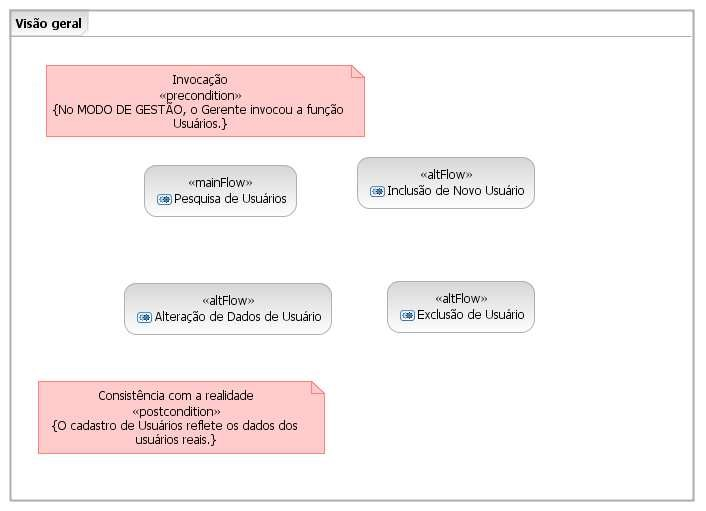 Visão geral
Invocação
«precondition»
{No MODO DE GESTÃO, o Gerente invocou a função
Usuários.}
«mainFlow»
Pesquisa de Usuários
«altFlow»
Inclusão de Novo Usuário
«altFlow»
Alteração de Dados de Usuário
«altFlow»
Exclusão de Usuário
Consistência com a realidade
«postcondition»
{O cadastro de Usuários reflete os dados dos
usuários reais.}